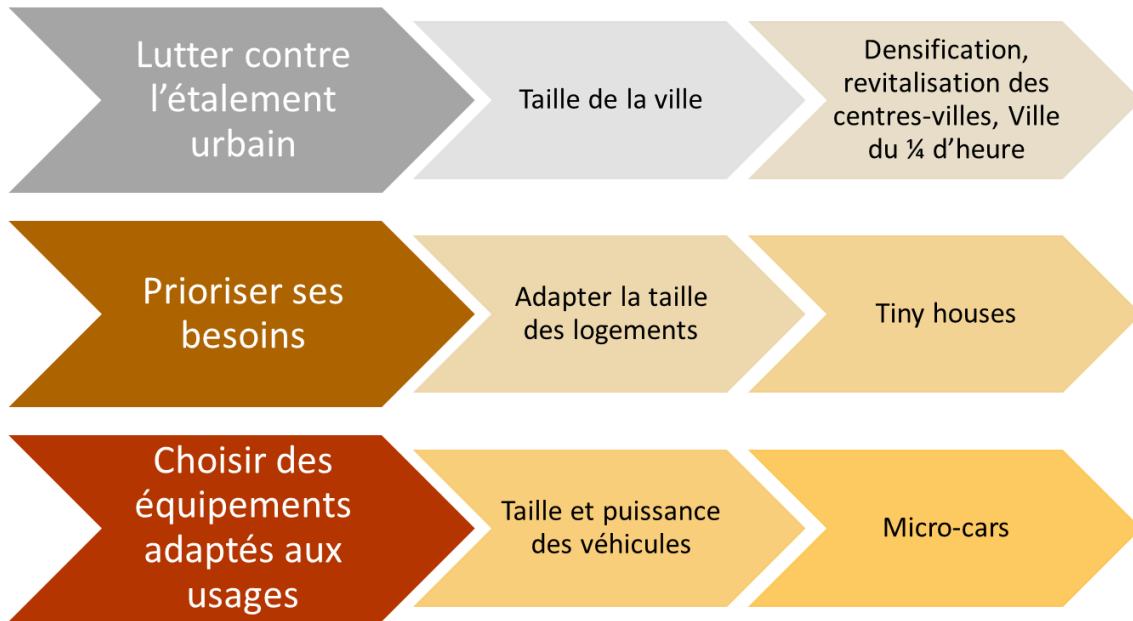 Lutter contre
l’étalement
urbain
Taille de la ville
Densification,
revitalisation des
centres-villes, Ville
du ¼ d’heure
Prioriser ses
besoins
Adapter la taille
des logements
Tiny houses
Choisir des
équipements
adaptés aux
usages
Taille et puissance
des véhicules
Micro-cars